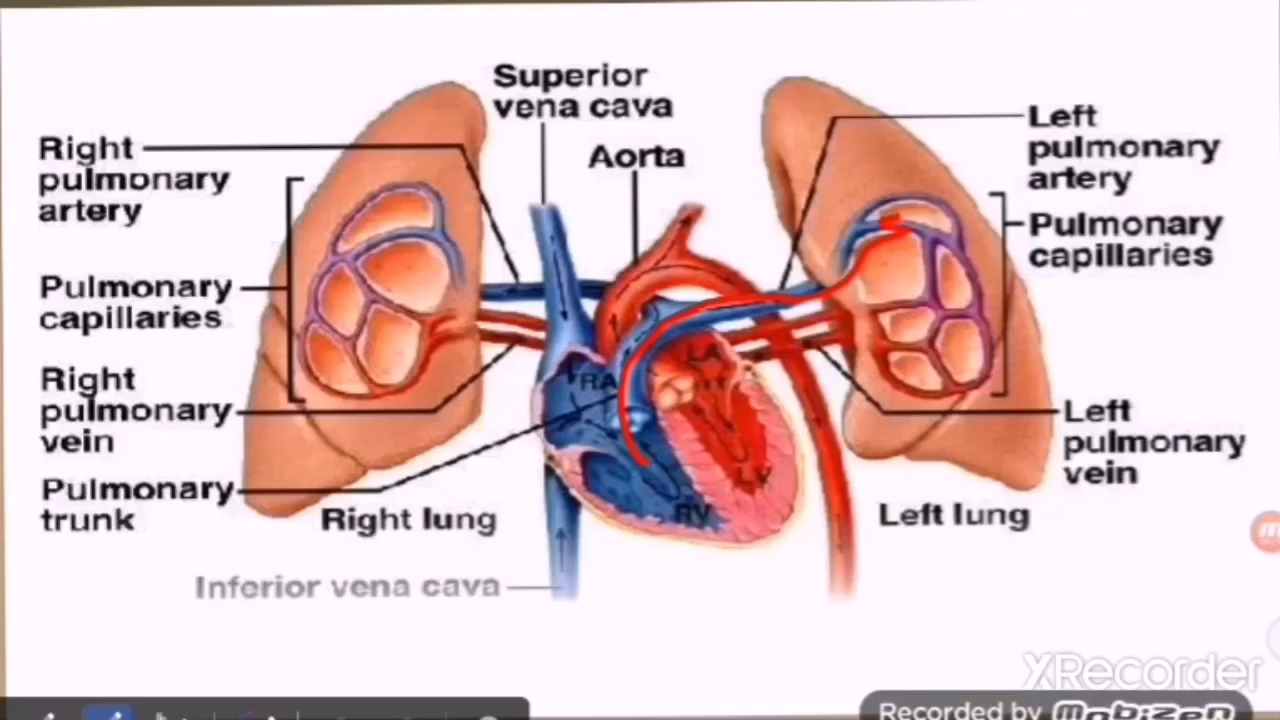 Superior
vena cava
Aorta
Right
pulmonary
artery
Left
pulmonary
artery
Pulmonary
capillaries
Pulmonary
capillaries
Right
pulmonary
vein
Left
pulmonary
vein
Pulmonary
trunk
RA
LA
LV
RV
Right lung
Left lung
Inferior vena cava
XRecorder
Recorded by
mobizen